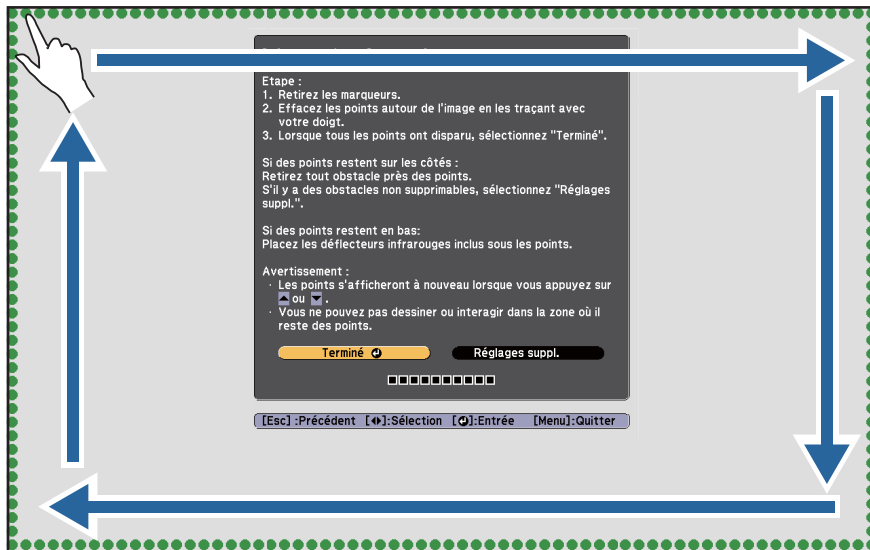 Etape :
1. Retirez les marqueurs.
2. Effacez les points autour de l'image en les traçant avec
votre doigt.
3. Lorsque tous les points ont disparu, sélectionnez "Terminé".
Si des points restent sur les côtés :
Retirez tout obstacle près des points.
S'il y a des obstacles non supprimables, sélectionnez "Réglages
suppl.".
Si des points restent en bas:
Placez les déflecteurs infrarouges inclus sous les points.
Avertissement :
· Les points s'afficheront à nouveau lorsque vous appuyez sur
ou .
· Vous ne pouvez pas dessiner ou interagir dans la zone où il
reste des points.
Terminé Réglages suppl.
[Esc] :Précédent [ ]:Sélection [ ]:Entrée [Menu]:Quitter